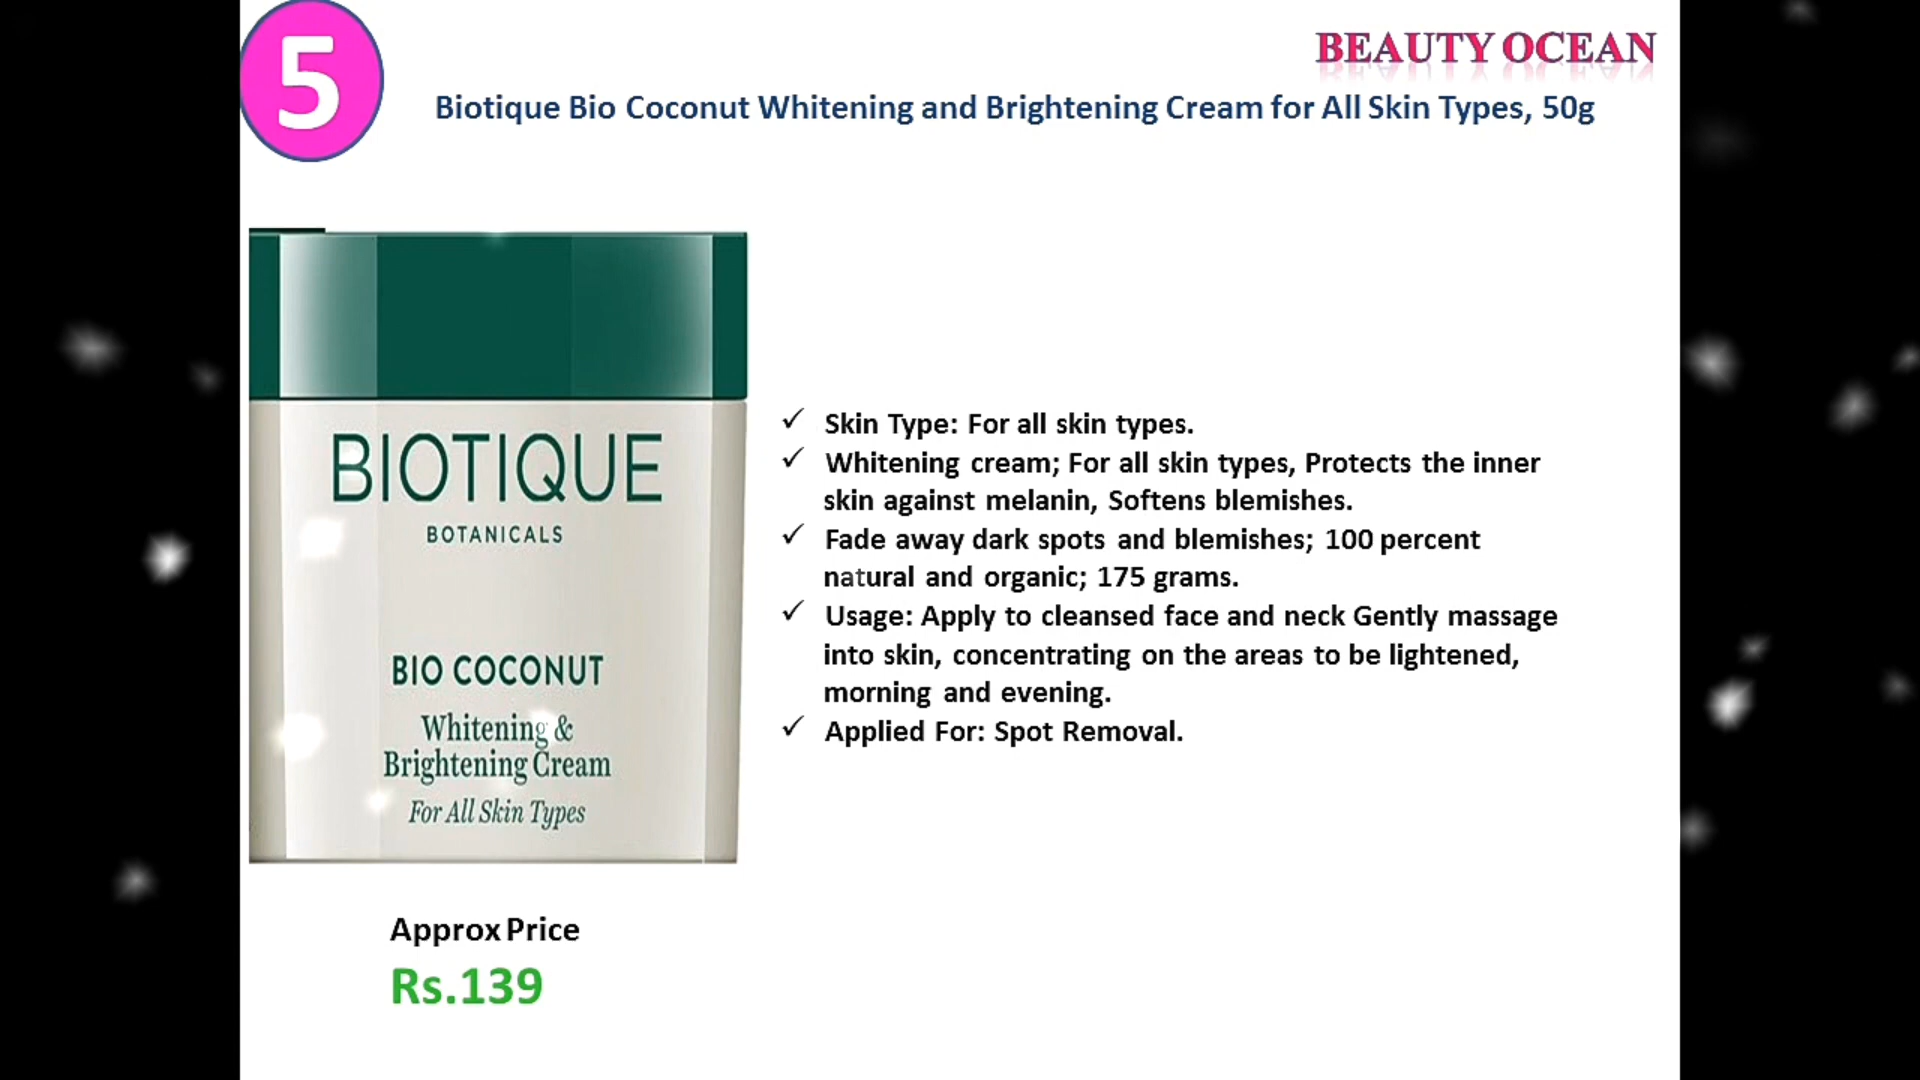 5
BEAUTY OCEAN
Biotique Bio Coconut Whitening and Brightening Cream for All Skin Types, 50g
BIOTIQUE
BOTANICALS
BIO COCONUT
Whitening &
Brightening Cream
For All Skin Types
✓ Skin Type: For all skin types.
✓ Whitening cream; For all skin types, Protects the inner
skin against melanin, Softens blemishes.
✓ Fade away dark spots and blemishes; 100 percent
natural and organic; 175 grams.
✓ Usage: Apply to cleansed face and neck Gently massage
into skin, concentrating on the areas to be lightened,
morning and evening.
✓ Applied For: Spot Removal.
Approx Price
Rs.139